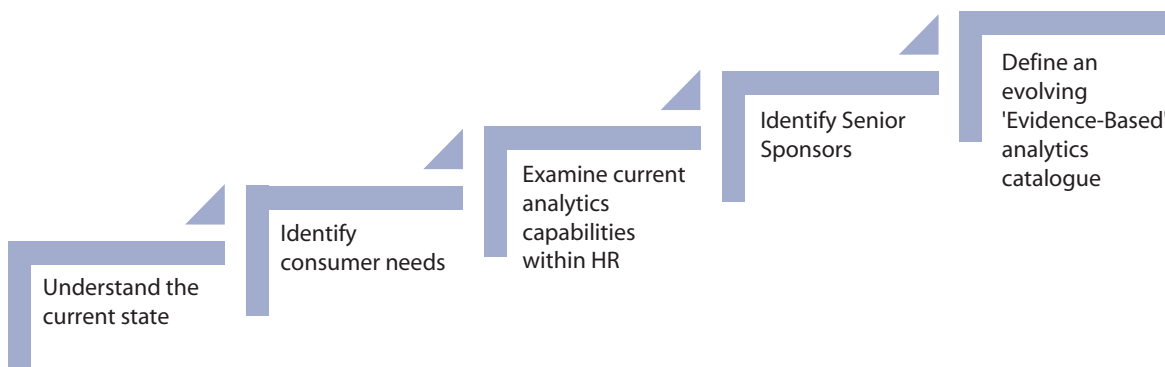 Understand the
current state
Identify
consumer needs
Examine current
analytics
capabilities
within HR
Identify Senior
Sponsors
Define an
evolving
'Evidence-Based'
analytics
catalogue